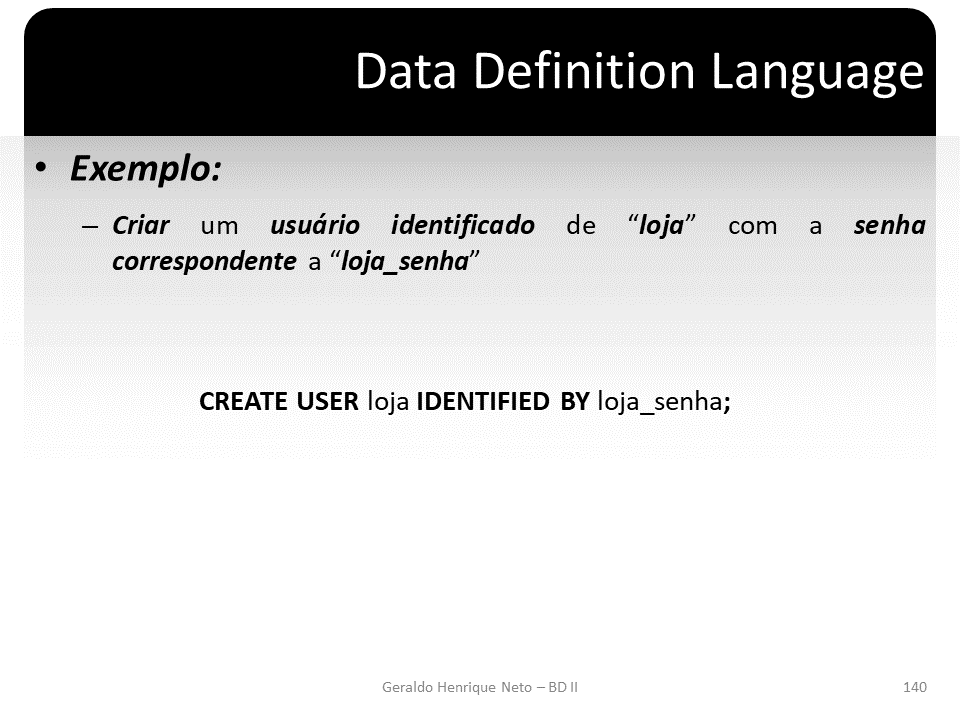 Data Definition Language
• Exemplo:
– Criar um usuário identificado de “loja” com a senha
correspondente a “loja_senha”
CREATE USER loja IDENTIFIED BY loja_senha;
Geraldo Henrique Neto – BD II
140